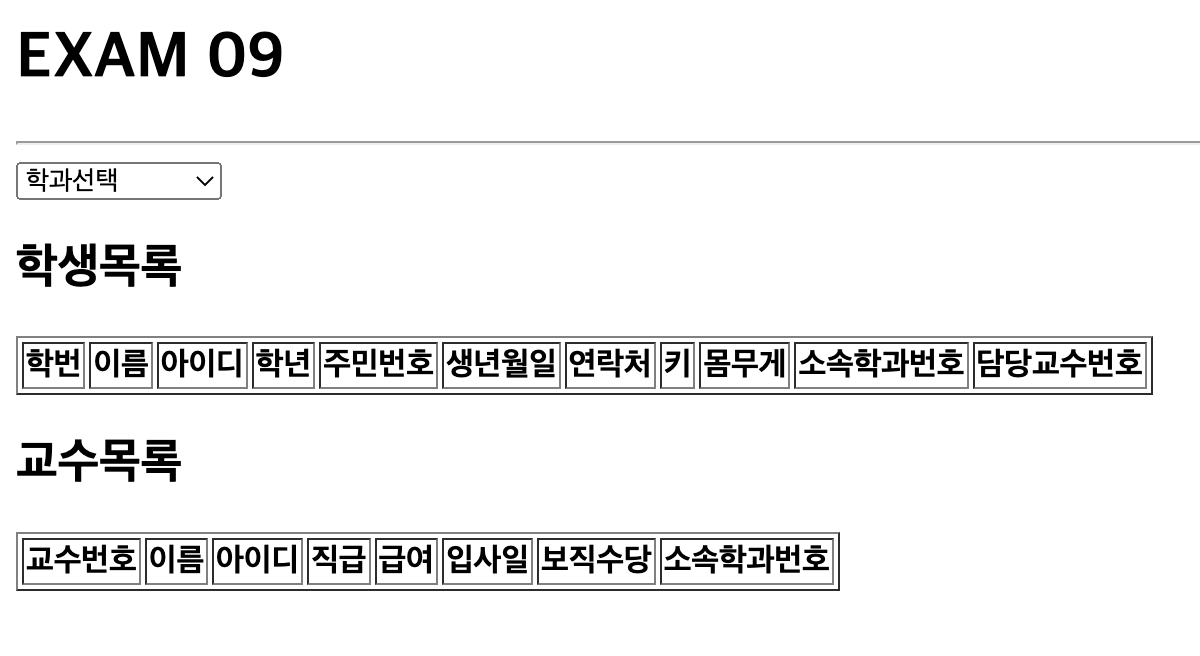 EXAM 09
학과선택
학생목록
학번 이름 아이디 학년 주민번호 생년월일 연락처 키 몸무게 소속학과번호 담당교수번호
교수목록
교수번호 이름 아이디 직급 급여 입사일 보직수당 소속학과번호